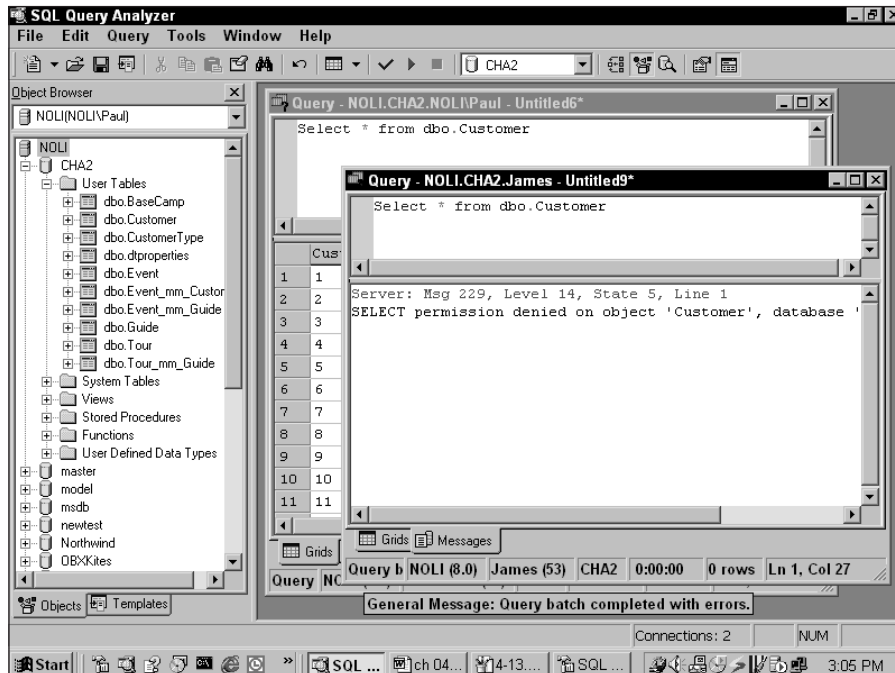 SQL Query Analyzer
File Edit Query Tools Window Help
CHA2
Object Browser
NOLI(NOLI\Paul)
NOLI
CHA2
User Tables
dbo.BaseCamp
dbo.Customer
dbo.CustomerType
dbo.dtproperties
dbo.Event
dbo.Event_mm_Custor
dbo.Event_mm_Guide
dbo.Guide
dbo.Tour
dbo.Tour_mm_Guide
System Tables
Views
Stored Procedures
Functions
User Defined Data Types
master
model
msdb
newtest
Northwind
OBXKites
Objects Templates
Query - NOLI.CHA2.NOLI\Paul - Untitled6*
Select * from dbo.Customer
Cus
1 1
2 2
3 3
4 4
5 5
6 6
7 7
8 8
9 9
10 10
11 11
Grids
Query NO
Query - NOLI.CHA2.James - Untitled9*
Select * from dbo.Customer
Server: Msg 229, Level 14, State 5, Line 1
SELECT permission denied on object 'Customer', database '
Grids Messages
Query b NOLI (8.0) James (53) CHA2 0:00:00 0 rows Ln 1, Col 27
General Message: Query batch completed with errors.
Connections: 2 NUM
Start » SQL ... ch 04... 4-13.... SQL ... 3:05 PM